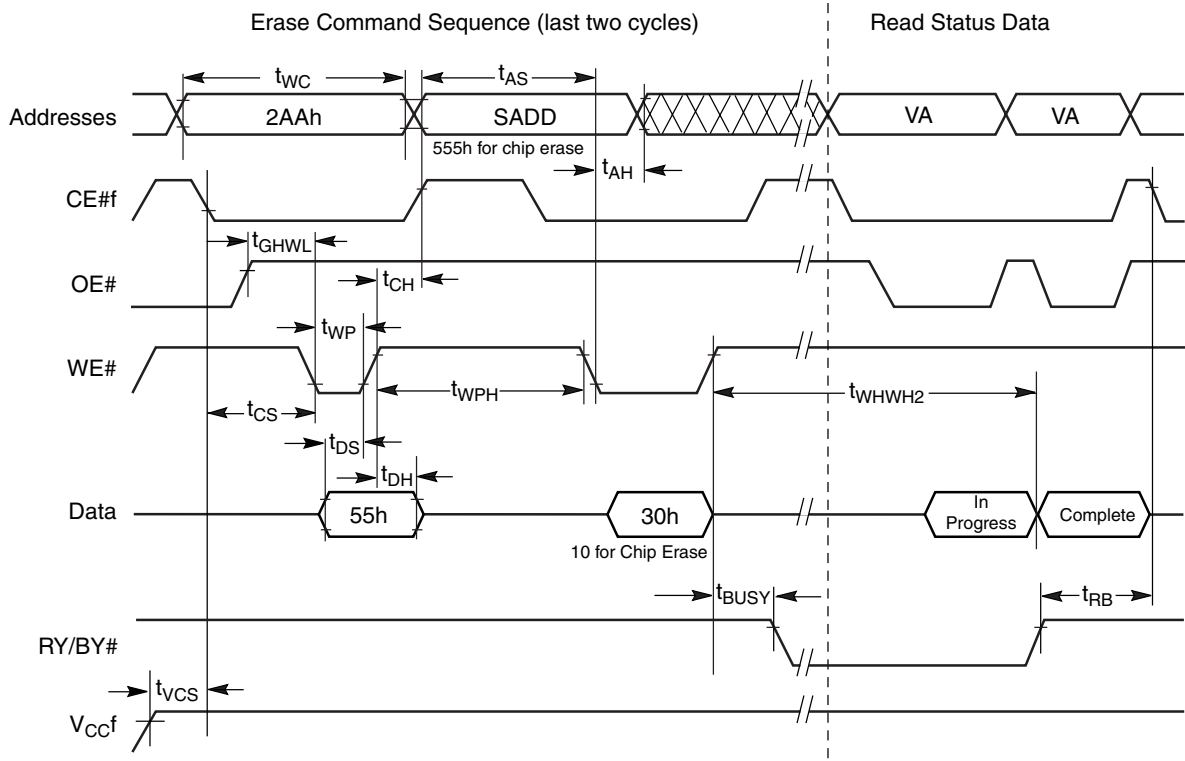 Erase Command Sequence (last two cycles)
Read Status Data
tWC
tAS
Addresses
2AAh
SADD
VA
VA
555h for chip erase
tAH
CE#f
tGHWL
OE#
tCH
tWP
WE#
tWPH
tWHWH2
tCS
tDS
tDH
Data
55h
30h
In
Progress
Complete
10 for Chip Erase
tBUSY
tRB
RY/BY#
tVCS
VCCf